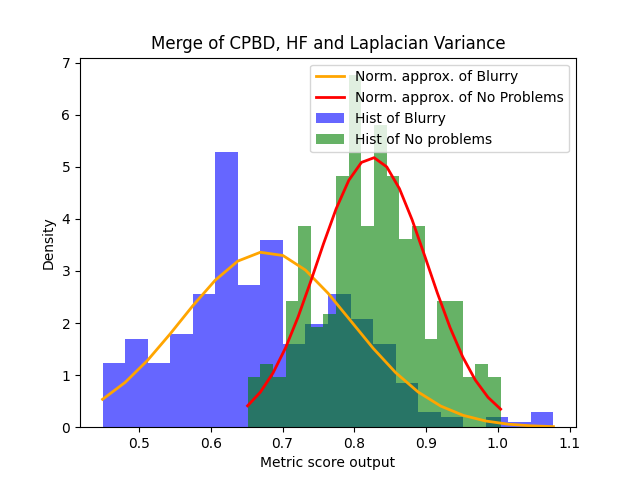 Merge of CPBD, HF and Laplacian Variance
Norm. approx. of Blurry
Norm. approx. of No Problems
Hist of Blurry
Hist of No problems
Density
7
6
5
4
3
2
1
0
0.5 0.6 0.7 0.8 0.9 1.0 1.1
Metric score output